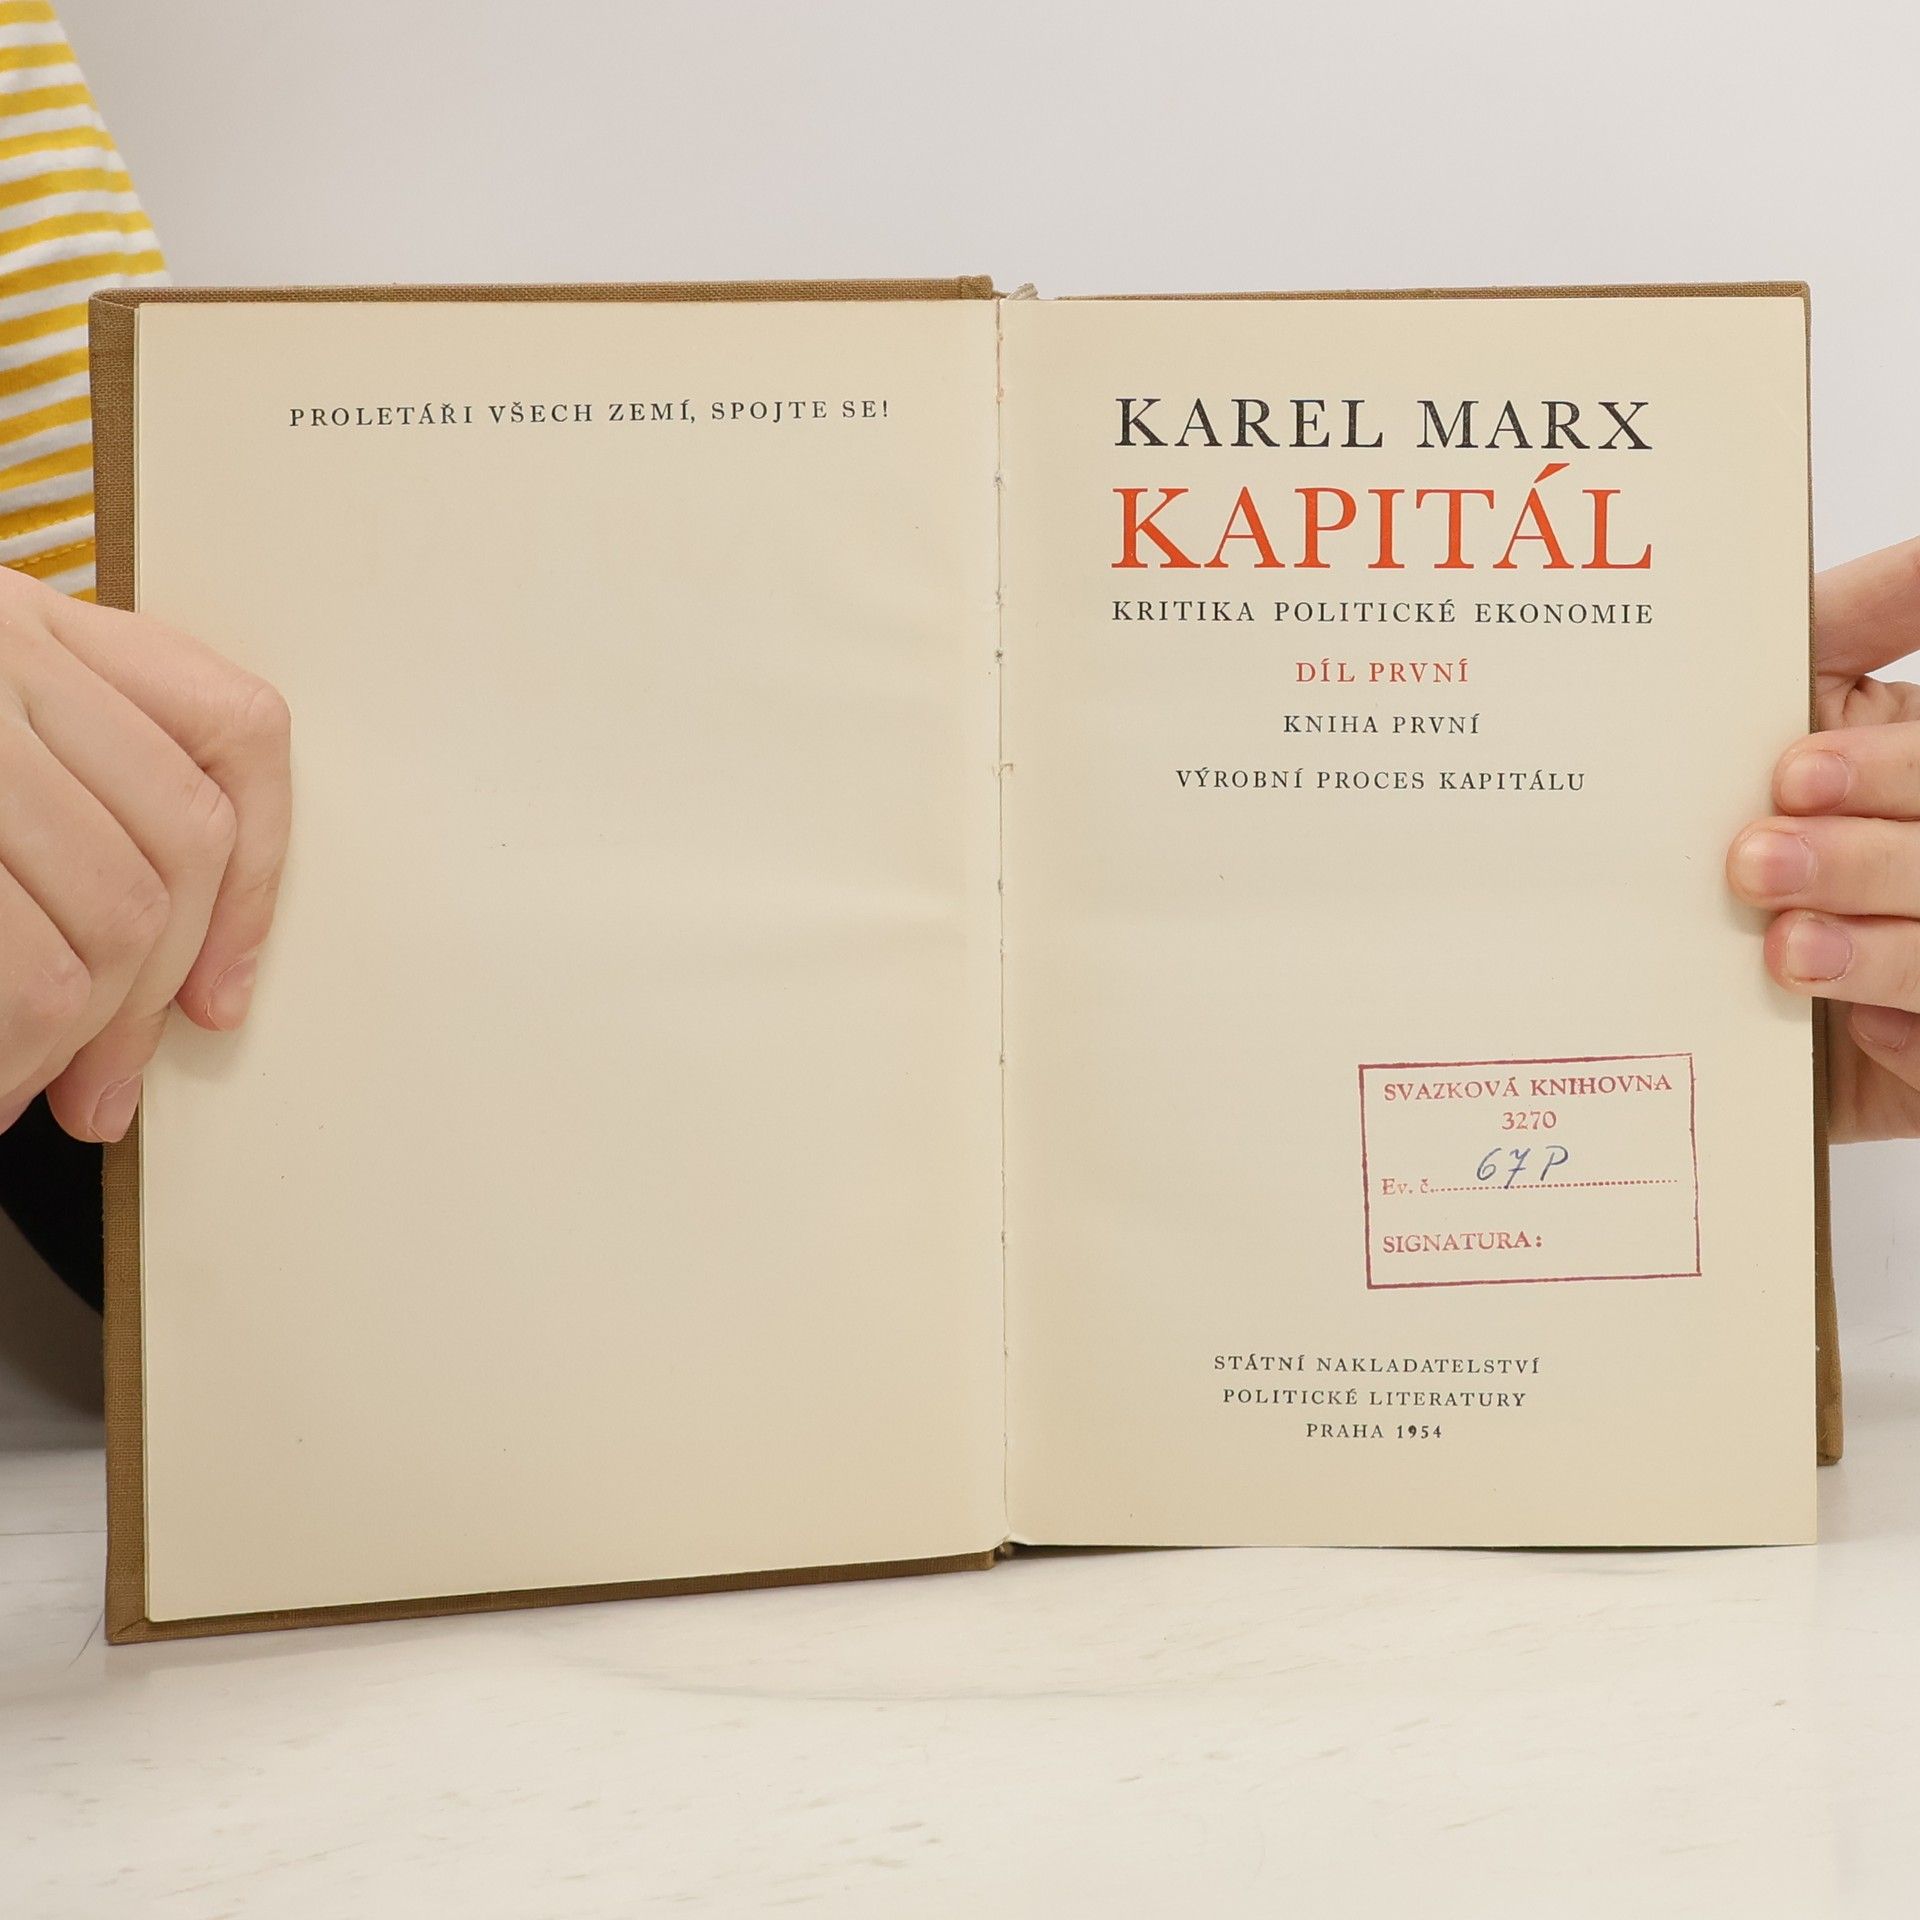 PROLETÁŘI VŠECH ZEMÍ, SPOJTE SE!
KAREL MARX
KAPITÁL
KRITIKA POLITICKÉ EKONOMIE
DÍL PRVNÍ
KNIHA PRVNÍ
VÝROBNÍ PROCES KAPITÁLU
SVAZKOVÁ KNIHOVNA
3270
Ev. č. 67 P
SIGNATURA:
STÁTNÍ NAKLADATELSTVÍ
POLITICKÉ LITERATURY
PRAHA 1954